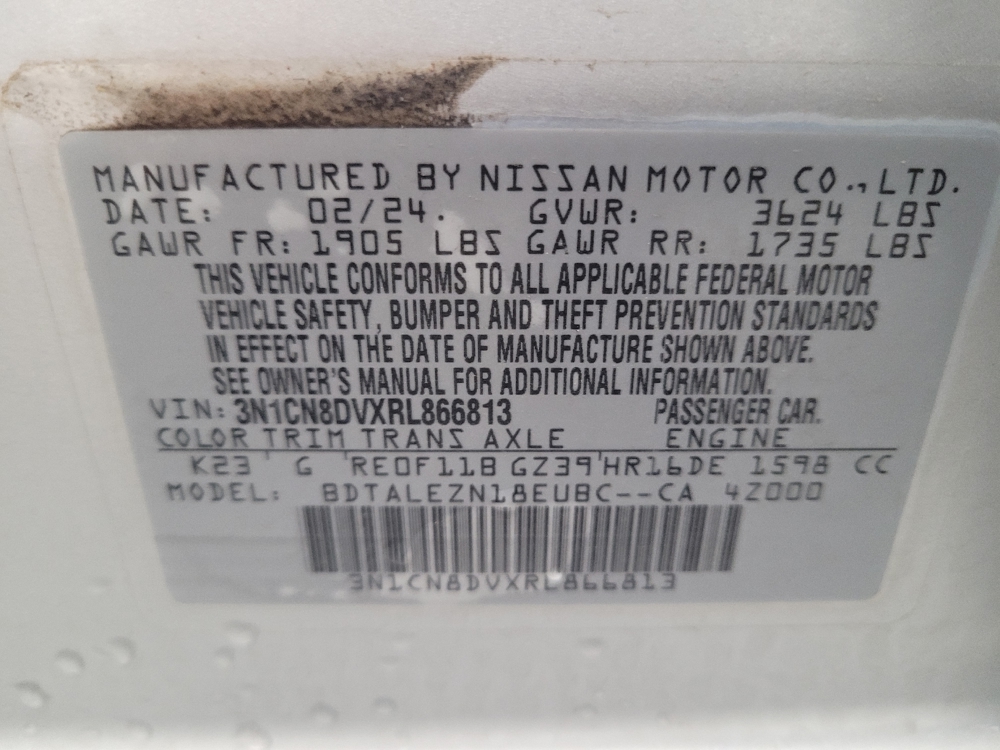 MANUFACTURED BY NISSAN MOTOR CO., LTD.
DATE: 02/24. GVWR: 3624 LBS
GAWR FR: 1905 LBS GAWR RR: 1735 LBS
THIS VEHICLE CONFORMS TO ALL APPLICABLE FEDERAL MOTOR
VEHICLE SAFETY, BUMPER AND THEFT PREVENTION STANDARDS
IN EFFECT ON THE DATE OF MANUFACTURE SHOWN ABOVE.
SEE OWNER'S MANUAL FOR ADDITIONAL INFORMATION.
VIN: 3N1CN8DVXRL866813 PASSENGER CAR.
COLOR TRIM TRANS AXLE ENGINE
K23 G RE0F11B GZ39 HR16DE 1598 CC
MODEL: BDTALEZN18EUBC--CA 4Z000
3N1CN8DVXRL866813